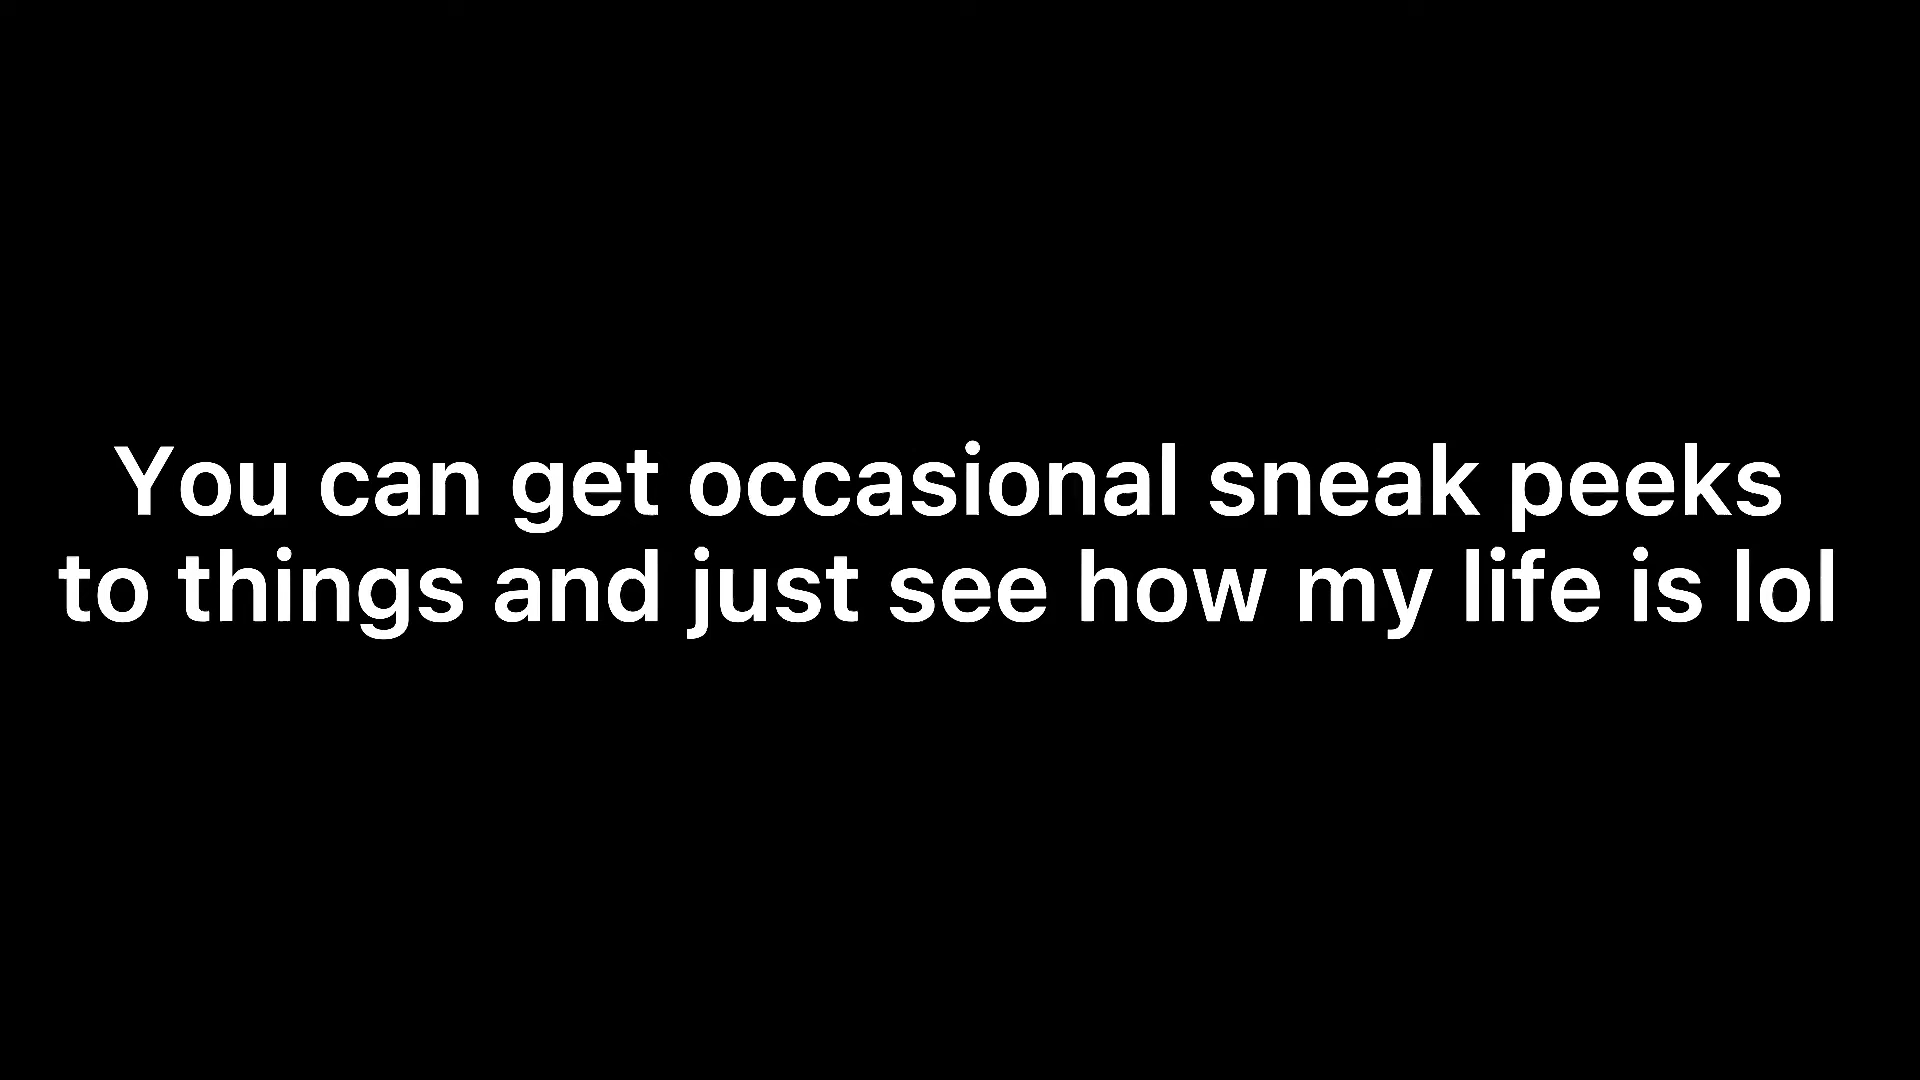 You can get occasional sneak peeks
to things and just see how my life is lol